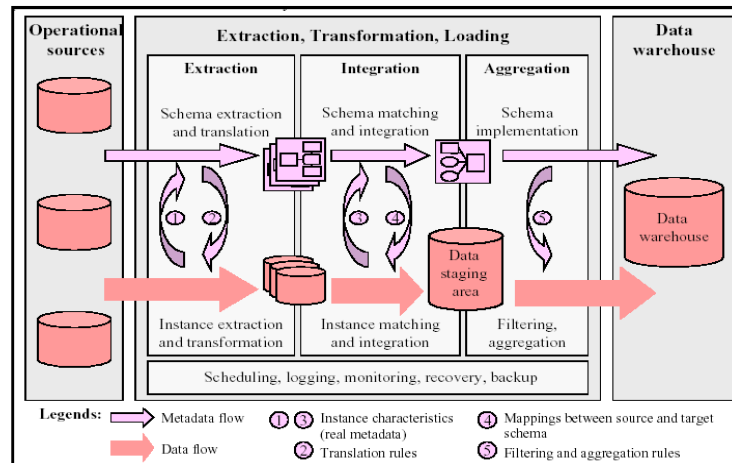 Operational
sources
Extraction, Transformation, Loading
Data
warehouse
Extraction
Integration
Aggregation
Schema extraction
and translation
Schema matching
and integration
Schema
implementation
1
2
3
4
5
Data
staging
area
Data
warehouse
Instance extraction
and transformation
Instance matching
and integration
Filtering,
aggregation
Scheduling, logging, monitoring, recovery, backup
Legends:
Metadata flow
Data flow
1 3 Instance characteristics
(real metadata)
2 Translation rules
4 Mappings between source and target
schema
5 Filtering and aggregation rules